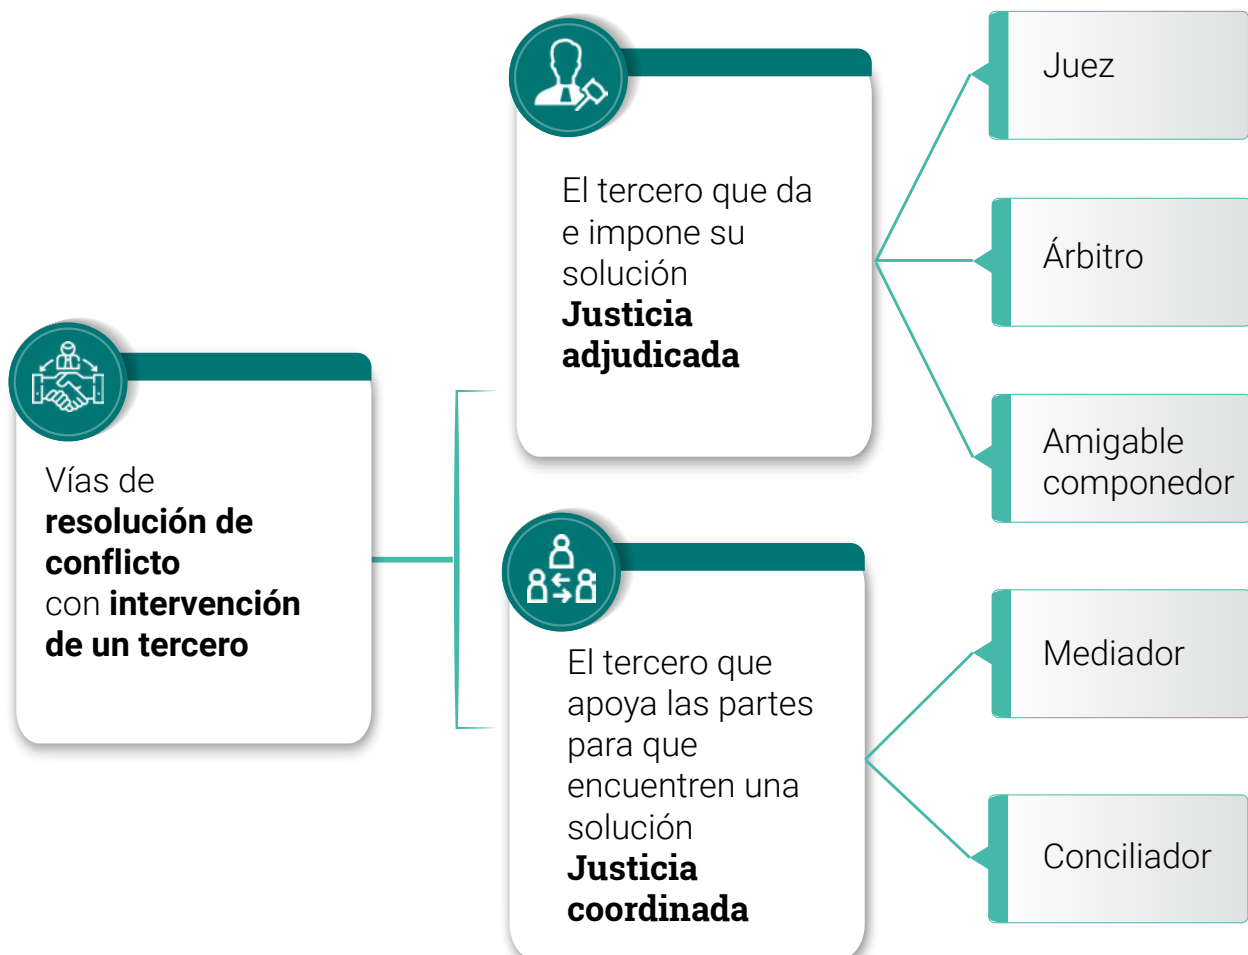 Vías de
resolución de
conflicto
con intervención
de un tercero
El tercero que da
e impone su
solución
Justicia
adjudicada
Juez
Árbitro
Amigable
componedor
El tercero que
apoya las partes
para que
encuentren una
solución
Justicia
coordinada
Mediador
Conciliador